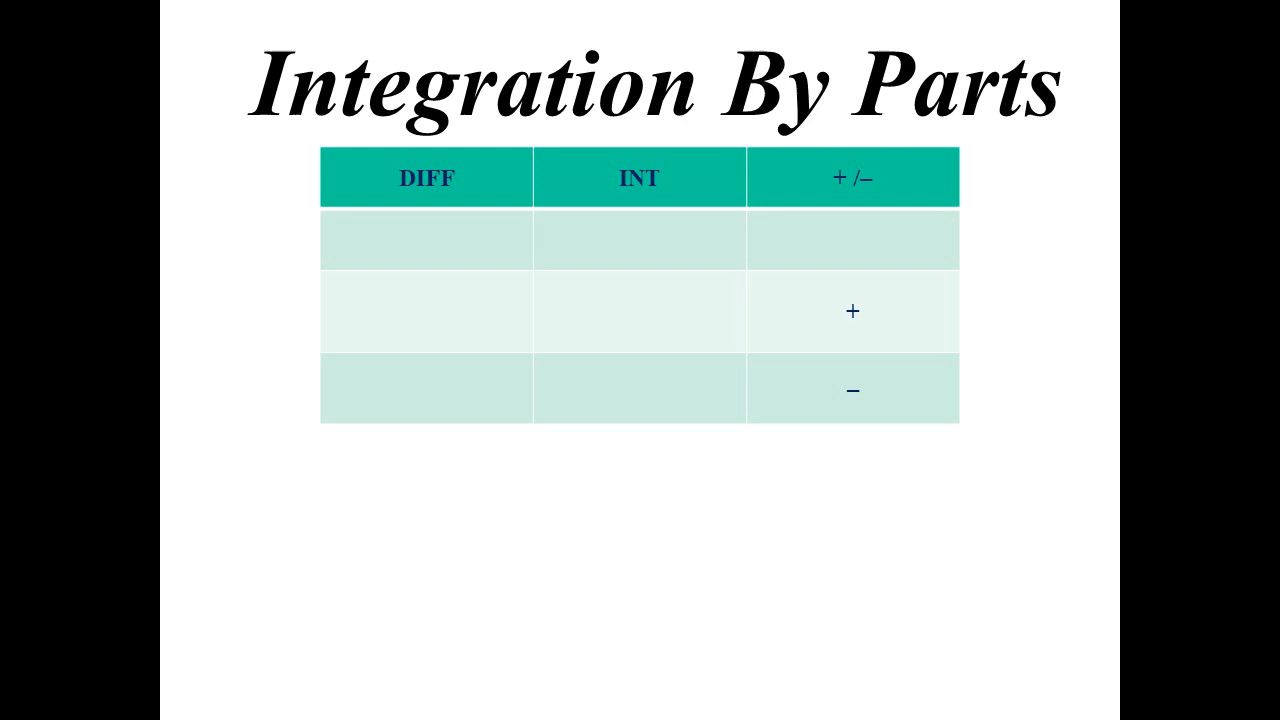 Integration By Parts
DIFF INT + /–
+
–